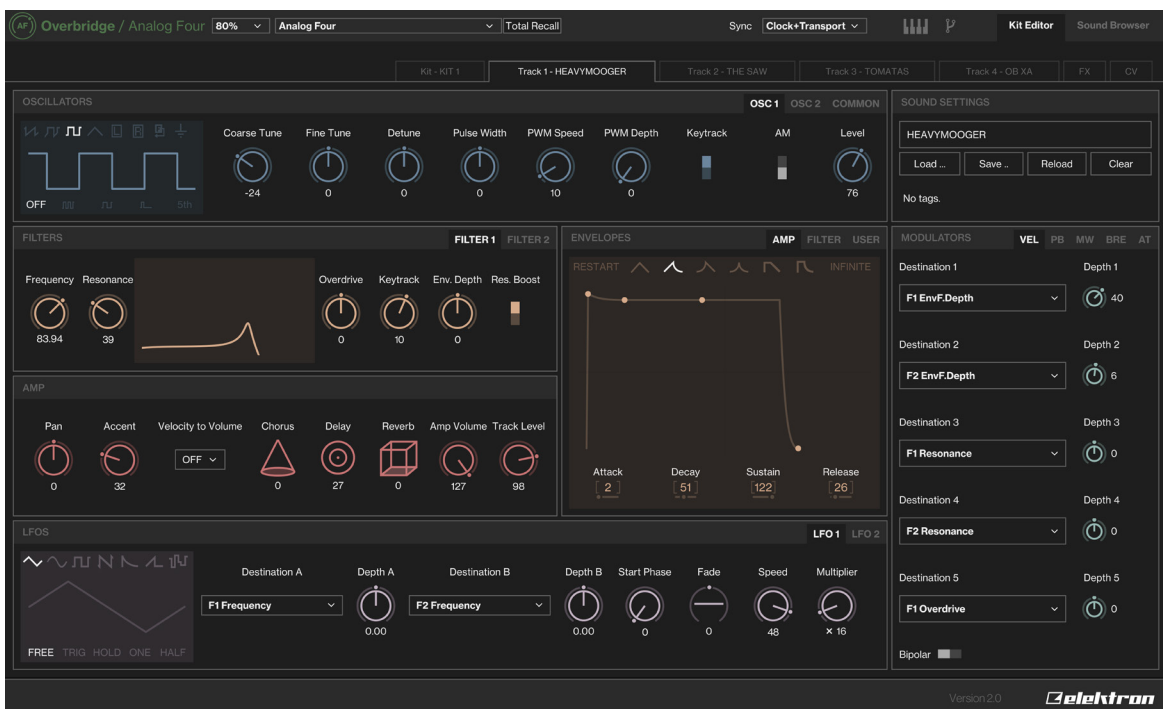 AF Overbridge / Analog Four 80% Analog Four Total Recall Sync Clock+Transport Kit Editor Sound Browser
Kit - KIT 1 Track 1 - HEAVYMOOGER Track 2 - THE SAW Track 3 - TOMATAS Track 4 - OB XA FX CV
OSCILLATORS OSC 1 OSC 2 COMMON
Coarse Tune Fine Tune Detune Pulse Width PWM Speed PWM Depth Keytrack AM Level
-24 0 0 0 10 0 76
OFF 5th
SOUND SETTINGS
HEAVYMOOGER
Load ... Save .. Reload Clear
No tags.
FILTERS FILTER 1 FILTER 2
Frequency Resonance Overdrive Keytrack Env. Depth Res. Boost
83.94 39 0 10 0
ENVELOPES AMP FILTER USER
RESTART INFINITE
Attack Decay Sustain Release
2 51 122 26
AMP
Pan Accent Velocity to Volume Chorus Delay Reverb Amp Volume Track Level
OFF
0 32 0 27 0 127 98
MODULATORS VEL PB MW BRE AT
Destination 1 Depth 1
F1 EnvF.Depth 40
Destination 2 Depth 2
F2 EnvF.Depth 6
Destination 3 Depth 3
F1 Resonance 0
Destination 4 Depth 4
F2 Resonance 0
Destination 5 Depth 5
F1 Overdrive 0
Bipolar
LFOS LFO 1 LFO 2
Destination A Depth A Destination B Depth B Start Phase Fade Speed Multiplier
F1 Frequency F2 Frequency
0.00 0.00 0 0 48 × 16
FREE TRIG HOLD ONE HALF
Version 2.0 elektron